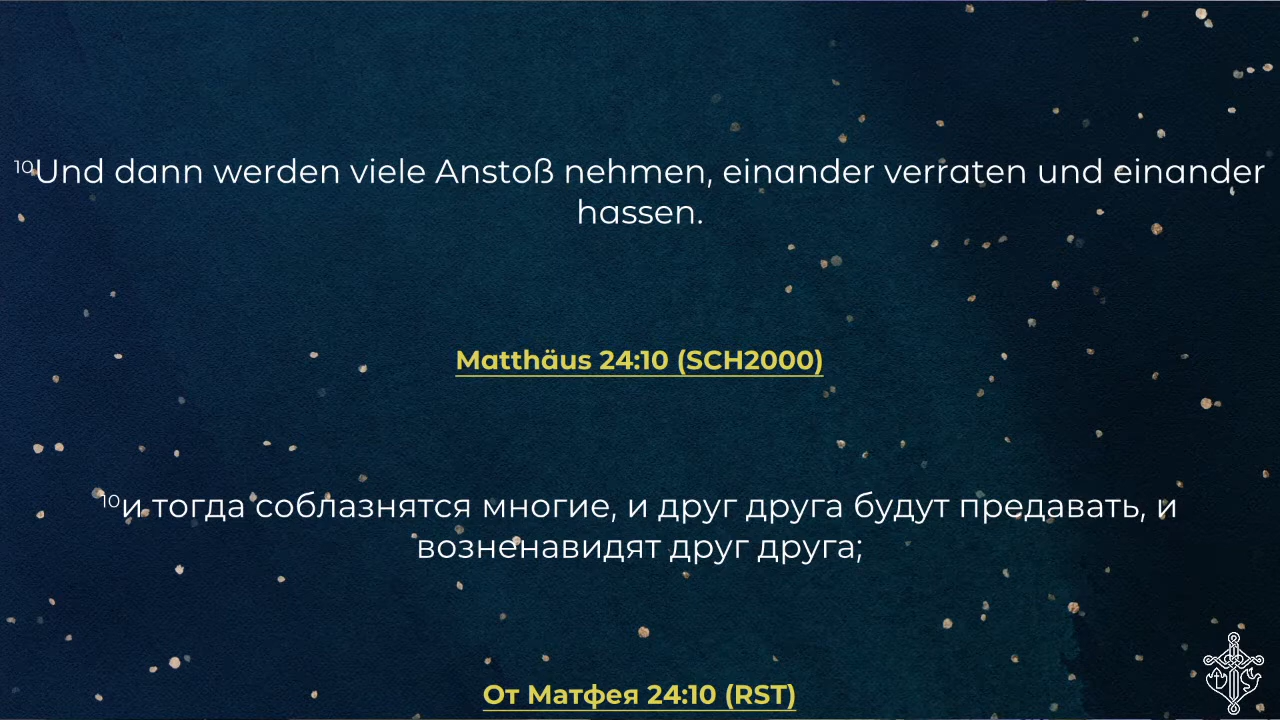 ¹⁰Und dann werden viele Anstoß nehmen, einander verraten und einander
hassen.
Matthäus 24:10 (SCH2000)
¹⁰и тогда соблазнятся многие, и друг друга будут предавать, и
возненавидят друг друга;
От Матфея 24:10 (RST)